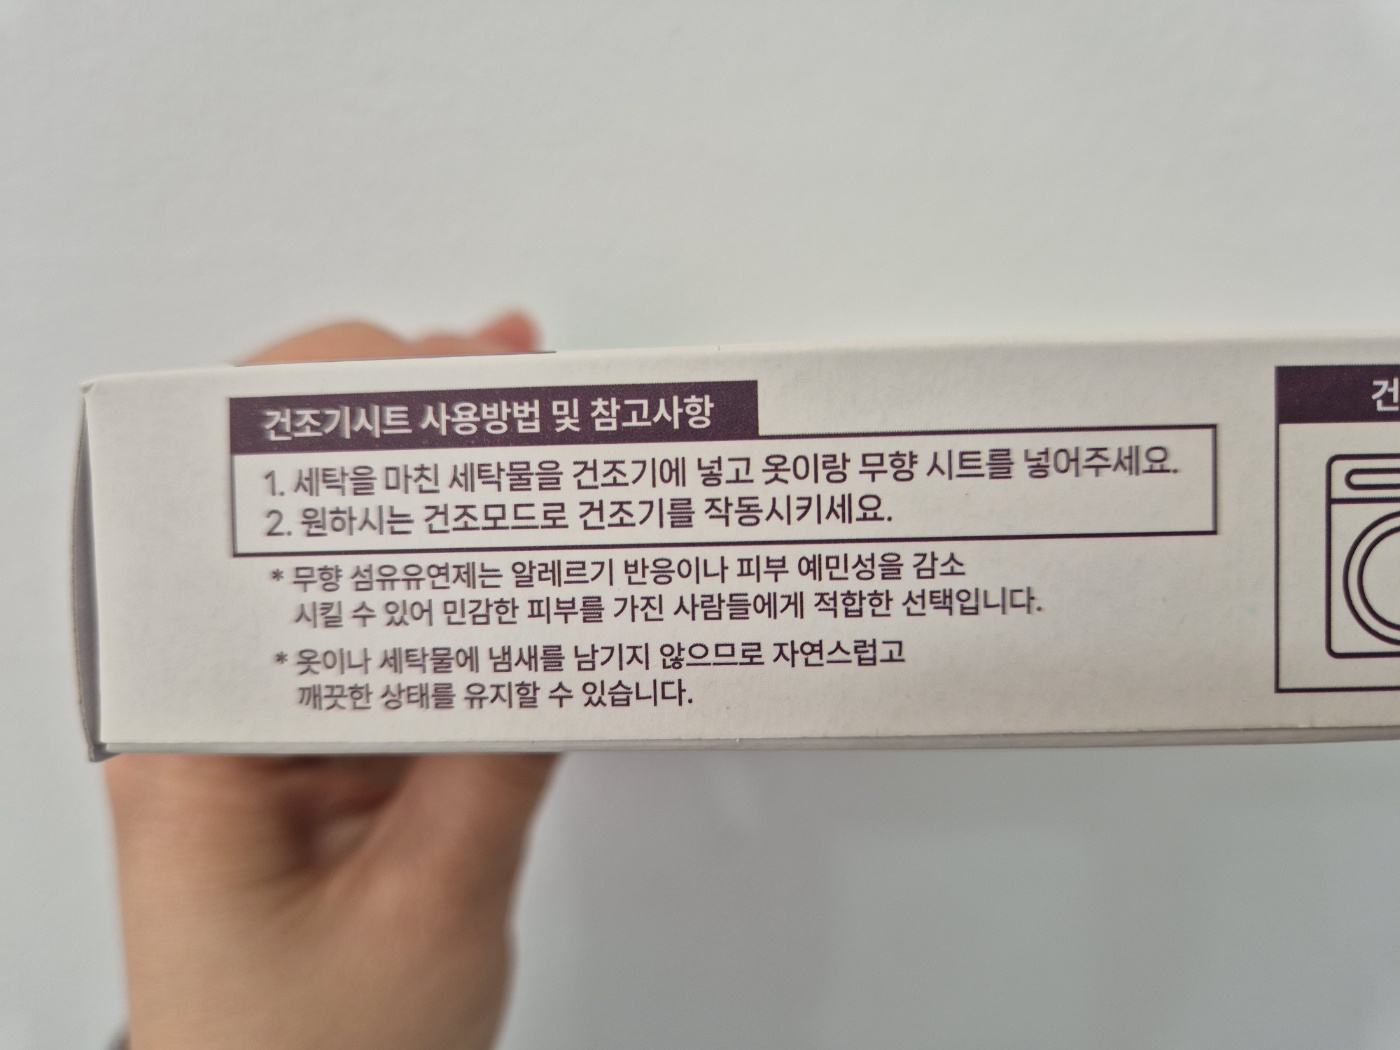 건조기시트 사용방법 및 참고사항
1. 세탁을 마친 세탁물을 건조기에 넣고 옷이랑 무향 시트를 넣어주세요.
2. 원하시는 건조모드로 건조기를 작동시키세요.
* 무향 섬유유연제는 알레르기 반응이나 피부 예민성을 감소
시킬 수 있어 민감한 피부를 가진 사람들에게 적합한 선택입니다.
* 옷이나 세탁물에 냄새를 남기지 않으므로 자연스럽고
깨끗한 상태를 유지할 수 있습니다.
건